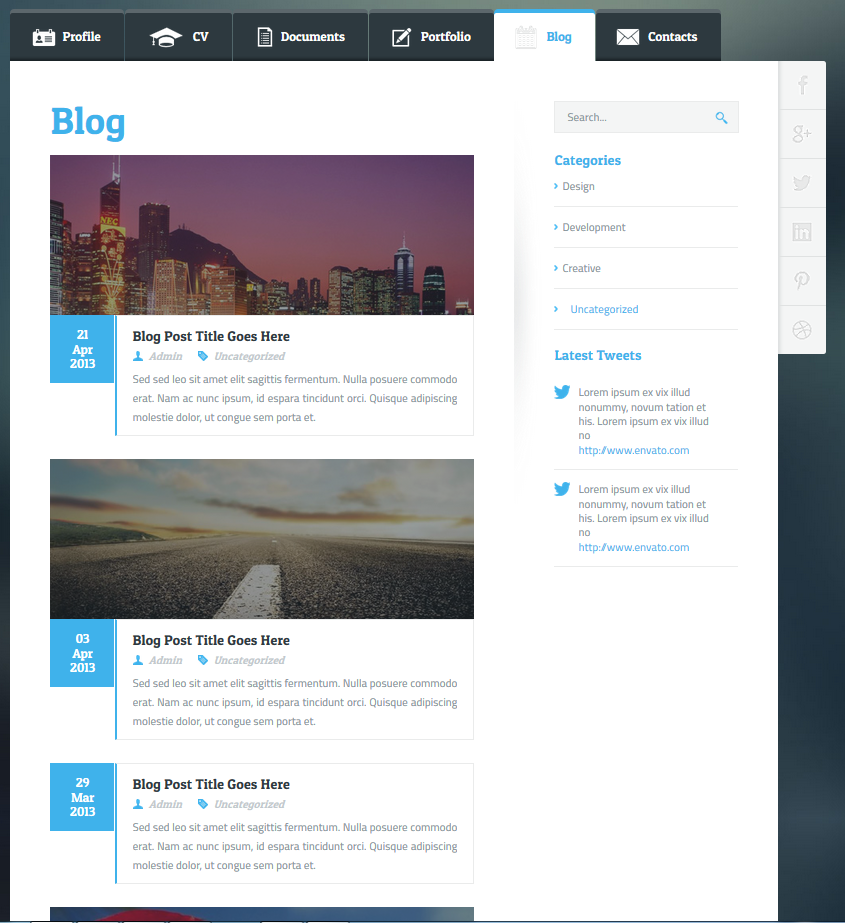 Profile
CV
Documents
Portfolio
Blog
Contacts
f
g+
in
Blog
NEC
21
Apr
2013
Blog Post Title Goes Here
Admin Uncategorized
Sed sed leo sit amet elit sagittis fermentum. Nulla posuere commodo
erat. Nam ac nunc ipsum, id espara tincidunt orci. Quisque adipiscing
molestie dolor, ut congue sem porta et.
03
Apr
2013
Blog Post Title Goes Here
Admin Uncategorized
Sed sed leo sit amet elit sagittis fermentum. Nulla posuere commodo
erat. Nam ac nunc ipsum, id espara tincidunt orci. Quisque adipiscing
molestie dolor, ut congue sem porta et.
29
Mar
2013
Blog Post Title Goes Here
Admin Uncategorized
Sed sed leo sit amet elit sagittis fermentum. Nulla posuere commodo
erat. Nam ac nunc ipsum, id espara tincidunt orci. Quisque adipiscing
molestie dolor, ut congue sem porta et.
Search...
Categories
Design
Development
Creative
Uncategorized
Latest Tweets
Lorem ipsum ex vix illud
nonummy, novum tation et
his. Lorem ipsum ex vix illud
no
http://www.envato.com
Lorem ipsum ex vix illud
nonummy, novum tation et
his. Lorem ipsum ex vix illud
no
http://www.envato.com